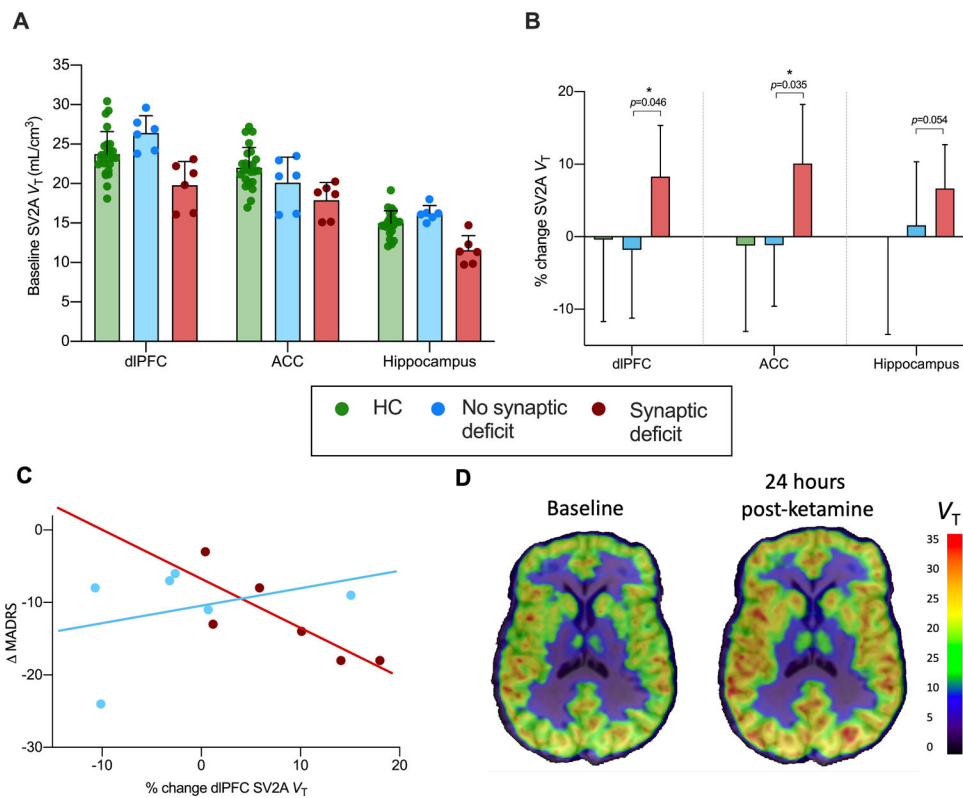 A
Baseline SV2A VT (mL/cm³)
35
30
25
20
15
10
5
0
dlPFC
ACC
Hippocampus
B
% change SV2A VT
20
10
0
-10
*
p=0.046
*
p=0.035
p=0.054
dlPFC
ACC
Hippocampus
HC
No synaptic
deficit
Synaptic
deficit
C
Δ MADRS
0
-10
-20
-30
-10
0
10
20
% change dlPFC SV2A VT
D
Baseline
24 hours
post-ketamine
VT
35
30
25
20
15
10
5
0